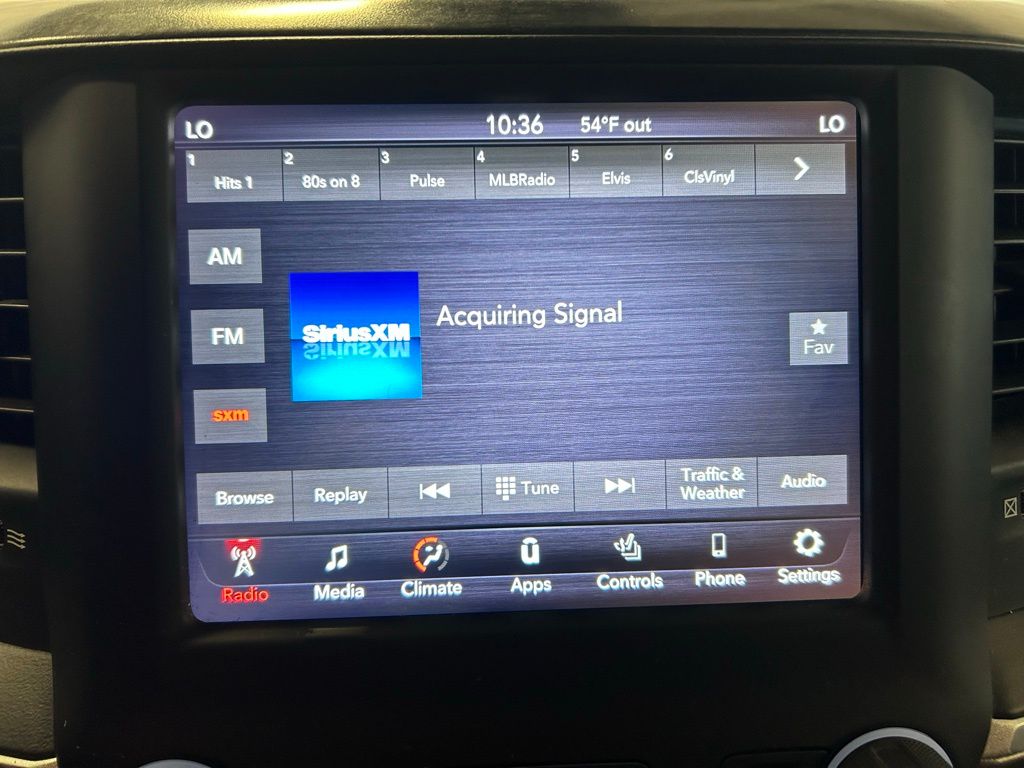 LO 10:36 54°F out LO
1 Hits 1 2 80s on 8 3 Pulse 4 MLBRadio 5 Elvis 6 ClsVinyl
AM
SiriusXM
Acquiring Signal
FM
Fav
sxm
Browse Replay Tune Traffic & Weather Audio
Radio Media Climate Apps Controls Phone Settings